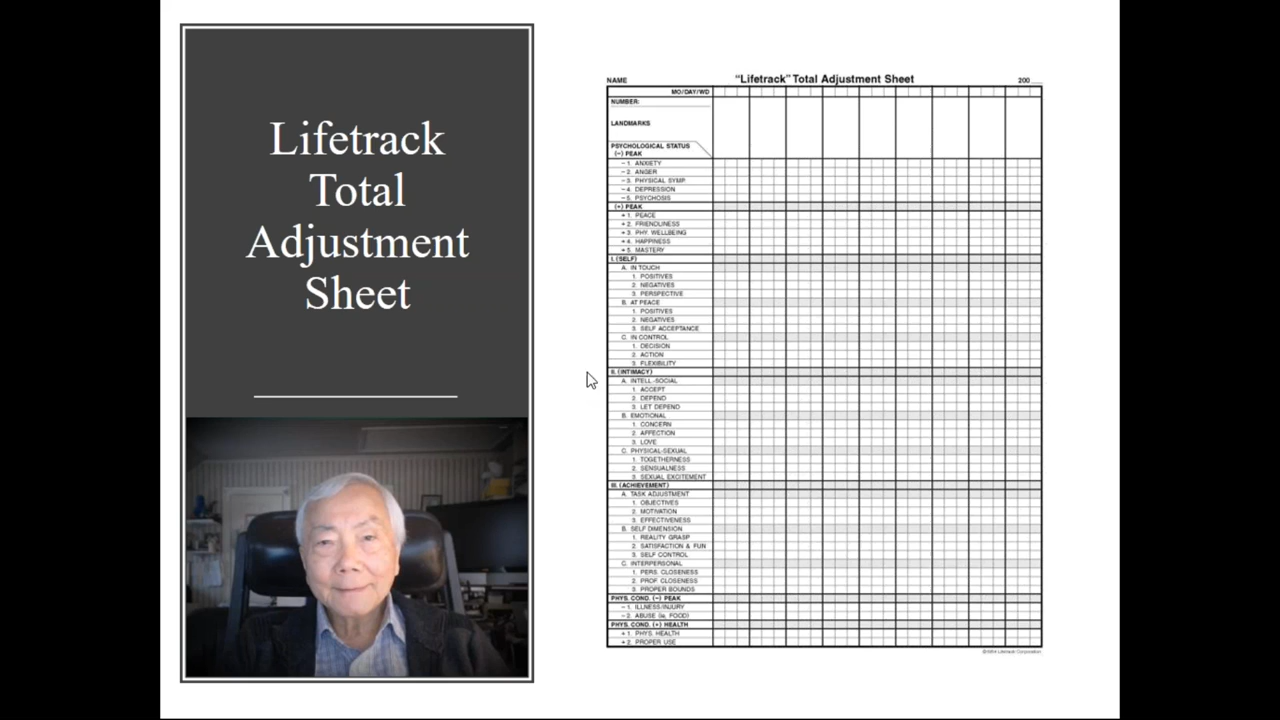 Lifetrack
Total
Adjustment
Sheet
NAME "Lifetrack" Total Adjustment Sheet 200__
MO/DAY/WD
NUMBER:
LANDMARKS
PSYCHOLOGICAL STATUS
(−) PEAK
−1. ANXIETY
−2. ANGER
−3. PHYSICAL SYMP.
−4. DEPRESSION
−5. PSYCHOSIS
(+) PEAK
+1. PEACE
+2. FRIENDLINESS
+3. PHY. WELLBEING
+4. HAPPINESS
+5. MASTERY
I. (SELF)
A. IN TOUCH
1. POSITIVES
2. NEGATIVES
3. PERSPECTIVE
B. AT PEACE
1. POSITIVES
2. NEGATIVES
3. SELF ACCEPTANCE
C. IN CONTROL
1. DECISION
2. ACTION
3. FLEXIBILITY
II. (INTIMACY)
A. INTELL.-SOCIAL
1. ACCEPT
2. DEPEND
3. LET DEPEND
B. EMOTIONAL
1. CONCERN
2. AFFECTION
3. LOVE
C. PHYSICAL-SEXUAL
1. TOGETHERNESS
2. SENSUALNESS
3. SEXUAL EXCITEMENT
III. (ACHIEVEMENT)
A. TASK ADJUSTMENT
1. OBJECTIVES
2. MOTIVATION
3. EFFECTIVENESS
B. SELF DIMENSION
1. REALITY GRASP
2. SATISFACTION & FUN
3. SELF CONTROL
C. INTERPERSONAL
1. PERS. CLOSENESS
2. PROF. CLOSENESS
3. PROPER BOUNDS
PHYS. COND. (−) PEAK
−1. ILLNESS/INJURY
−2. ABUSE (ie, FOOD)
PHYS. COND. (+) HEALTH
+1. PHYS. HEALTH
+2. PROPER USE
Lifetrack Corporation